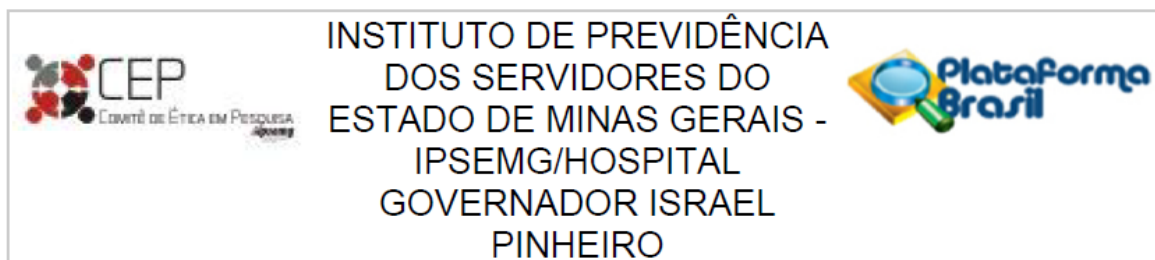 CEP
COMITÊ DE ÉTICA EM PESQUISA
ipsemg
INSTITUTO DE PREVIDÊNCIA
DOS SERVIDORES DO
ESTADO DE MINAS GERAIS -
IPSEMG/HOSPITAL
GOVERNADOR ISRAEL
PINHEIRO
Plataforma
Brasil